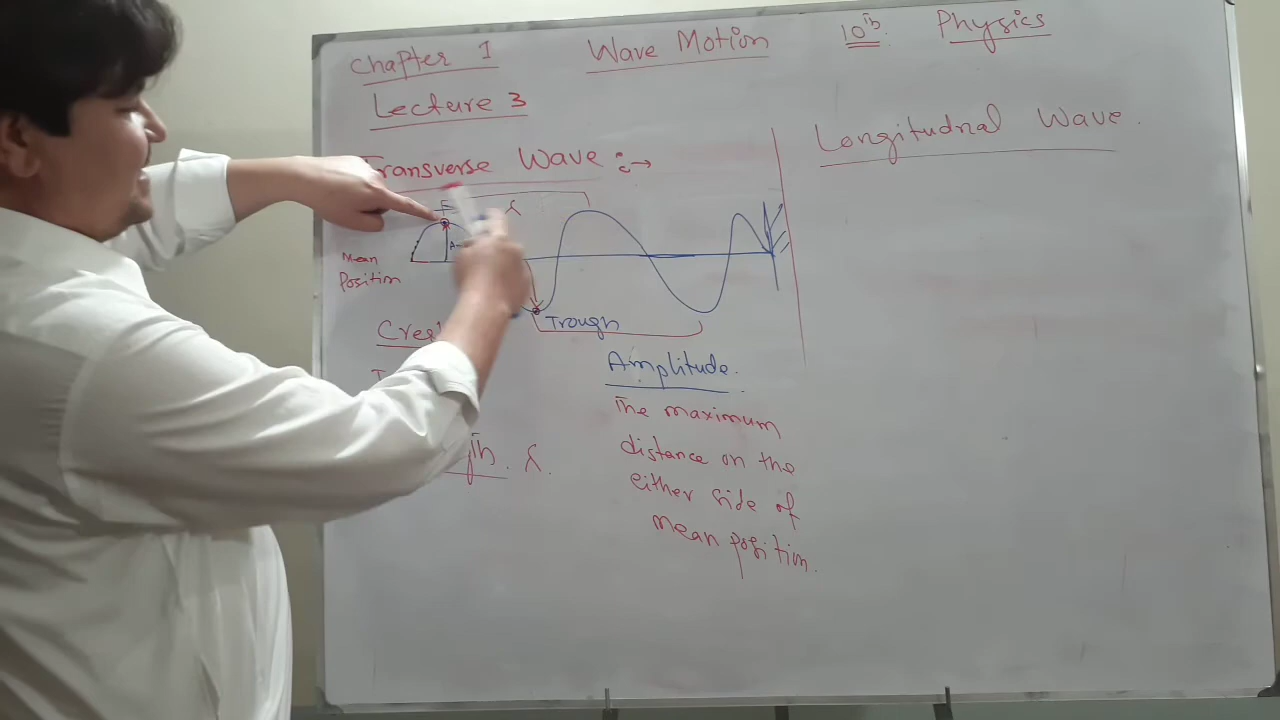 Chapter 1 Wave Motion 10th Physics
Lecture 3
Transverse Wave :→
Longitudnal Wave.
λ
A
Mean
Position
Trough
Amplitude.
The maximum
distance on the
λ.
either side of
mean position.